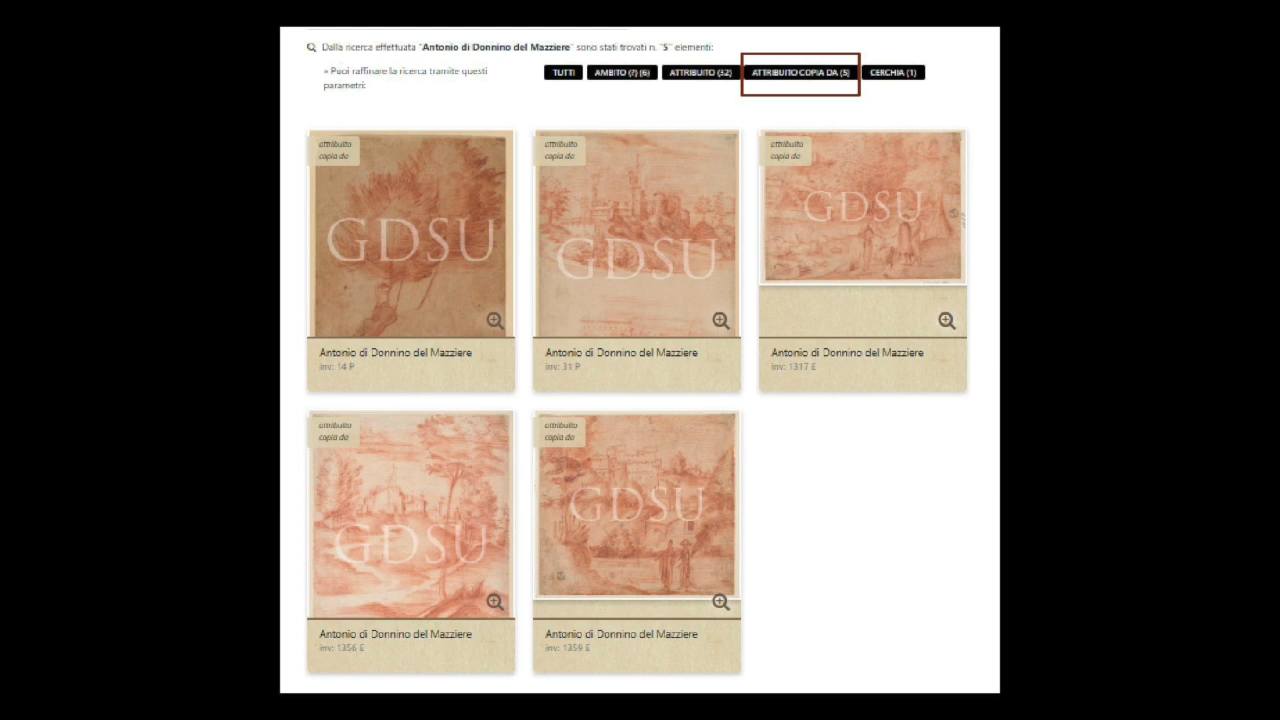 Dalla ricerca effettuata "Antonio di Donnino del Mazziere" sono stati trovati n. "5" elementi:
» Puoi raffinare la ricerca tramite questi
parametri:
TUTTI AMBITO (?) (6) ATTRIBUITO (32) ATTRIBUITO COPIA DA (5) CERCHIA (1)
attribuito
copia da
GDSU
Antonio di Donnino del Mazziere
inv: 14 P
attribuito
copia da
GDSU
Antonio di Donnino del Mazziere
inv: 31 P
attribuito
copia da
GDSU
Antonio di Donnino del Mazziere
inv: 1317 E
attribuito
copia da
GDSU
Antonio di Donnino del Mazziere
inv: 1356 E
attribuito
copia da
GDSU
Antonio di Donnino del Mazziere
inv: 1359 E